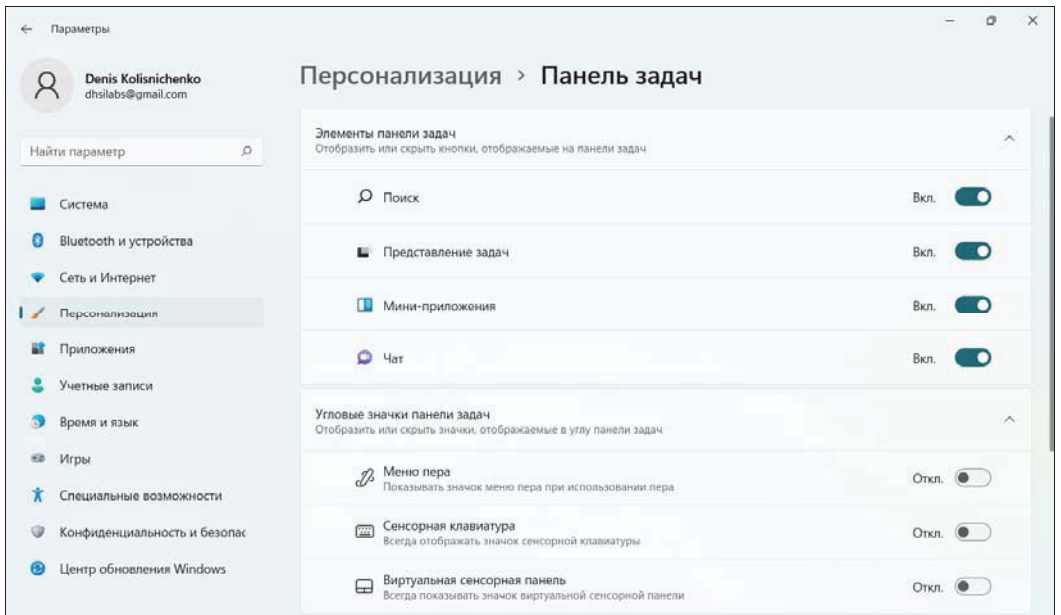 Параметры
Denis Kolisnichenko
dhsilabs@gmail.com
Найти параметр
Система
Bluetooth и устройства
Сеть и Интернет
Персонализация
Приложения
Учетные записи
Время и язык
Игры
Специальные возможности
Конфиденциальность и безопас
Центр обновления Windows
Персонализация > Панель задач
Элементы панели задач
Отобразить или скрыть кнопки, отображаемые на панели задач
Поиск Вкл.
Представление задач Вкл.
Мини-приложения Вкл.
Чат Вкл.
Угловые значки панели задач
Отобразить или скрыть значки, отображаемые в углу панели задач
Меню пера Откл.
Показывать значок меню пера при использовании пера
Сенсорная клавиатура Откл.
Всегда отображать значок сенсорной клавиатуры
Виртуальная сенсорная панель Откл.
Всегда показывать значок виртуальной сенсорной панели